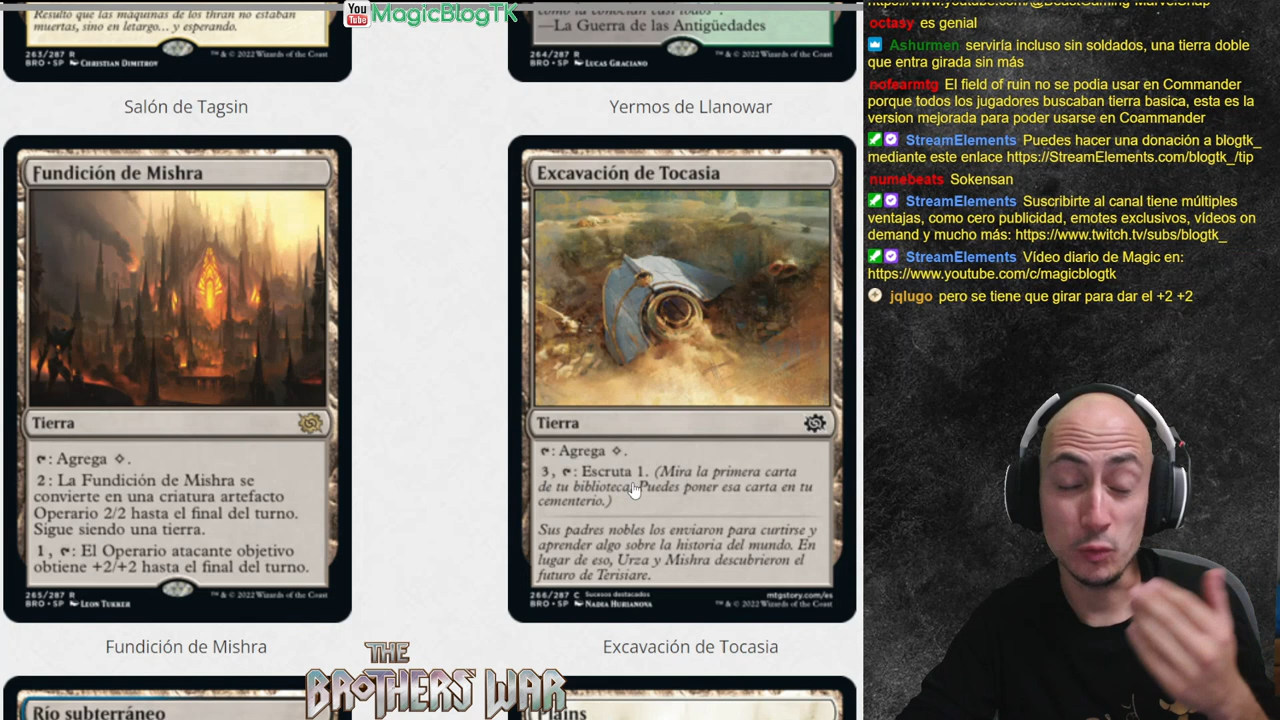 Resulto que las máquinas de los thran no estaban
muertas, sino en letargo... y esperando.
263/287 R
BRO • SP CHRISTIAN DIMITROV
™ & © 2022 Wizards of the Coast
You
Tube
MagicBlogTK
como la conocían casi todos".
—La Guerra de las Antigüedades
264/287 R
BRO • SP LUCAS GRACIANO
™ & © 2022 Wizards of the Coast
Salón de Tagsin
Yermos de Llanowar
Fundición de Mishra
Tierra
: Agrega .
2: La Fundición de Mishra se
convierte en una criatura artefacto
Operario 2/2 hasta el final del turno.
Sigue siendo una tierra.
1, : El Operario atacante objetivo
obtiene +2/+2 hasta el final del turno.
265/287 R
BRO • SP LEON TUKKER
™ & © 2022 Wizards of the Coast
Excavación de Tocasia
Tierra
: Agrega .
3, : Escruta 1. (Mira la primera carta
de tu biblioteca. Puedes poner esa carta en tu
cementerio.)
Sus padres nobles los enviaron para curtirse y
aprender algo sobre la historia del mundo. En
lugar de eso, Urza y Mishra descubrieron el
futuro de Terisiare.
266/287 C Sucesos destacados mtgstory.com/es
BRO • SP NADIA HURIANOVA ™ & © 2022 Wizards of the Coast
Fundición de Mishra
Excavación de Tocasia
THE
BROTHERS' WAR
Río subterráneo
Plains
octasy es genial
Ashurmen serviría incluso sin soldados, una tierra doble
que entra girada sin más
nofearmtg El field of ruin no se podia usar en Commander
porque todos los jugadores buscaban tierra basica, esta es la
version mejorada para poder usarse en Coammander
StreamElements Puedes hacer una donación a blogtk_
mediante este enlace https://StreamElements.com/blogtk_/tip
numebeats Sokensan
StreamElements Suscribirte al canal tiene múltiples
ventajas, como cero publicidad, emotes exclusivos, vídeos on
demand y mucho más: https://www.twitch.tv/subs/blogtk_
StreamElements Vídeo diario de Magic en:
https://www.youtube.com/c/magicblogtk
jqlugo pero se tiene que girar para dar el +2 +2